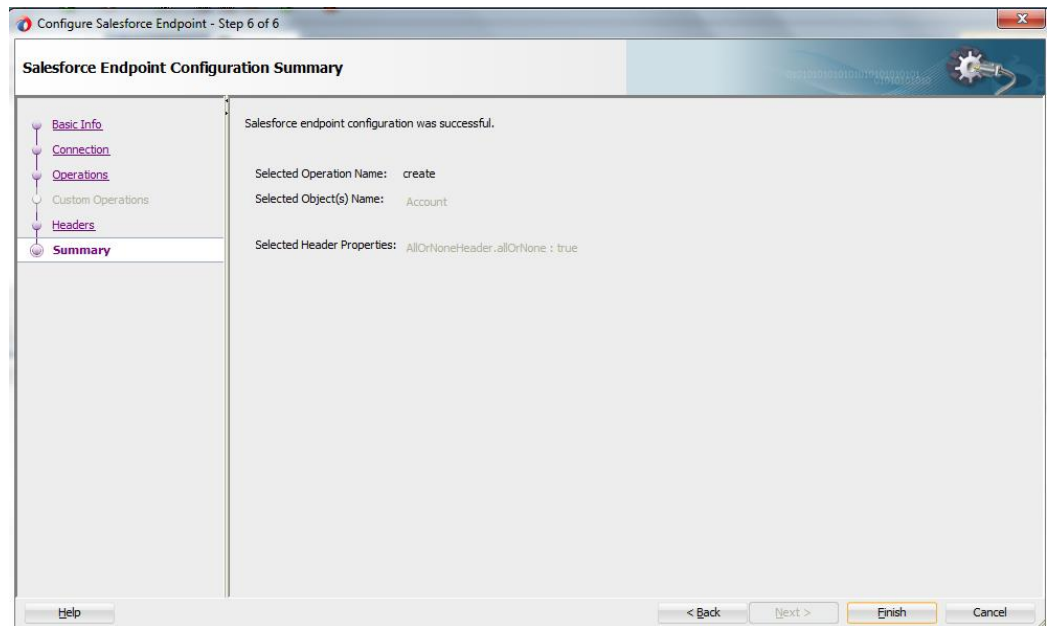 Configure Salesforce Endpoint - Step 6 of 6
x
Salesforce Endpoint Configuration Summary
Basic Info
Connection
Operations
Custom Operations
Headers
Summary
Salesforce endpoint configuration was successful.
Selected Operation Name: create
Selected Object(s) Name: Account
Selected Header Properties: AllOrNoneHeader.allOrNone : true
Help
< Back
Next >
Finish
Cancel